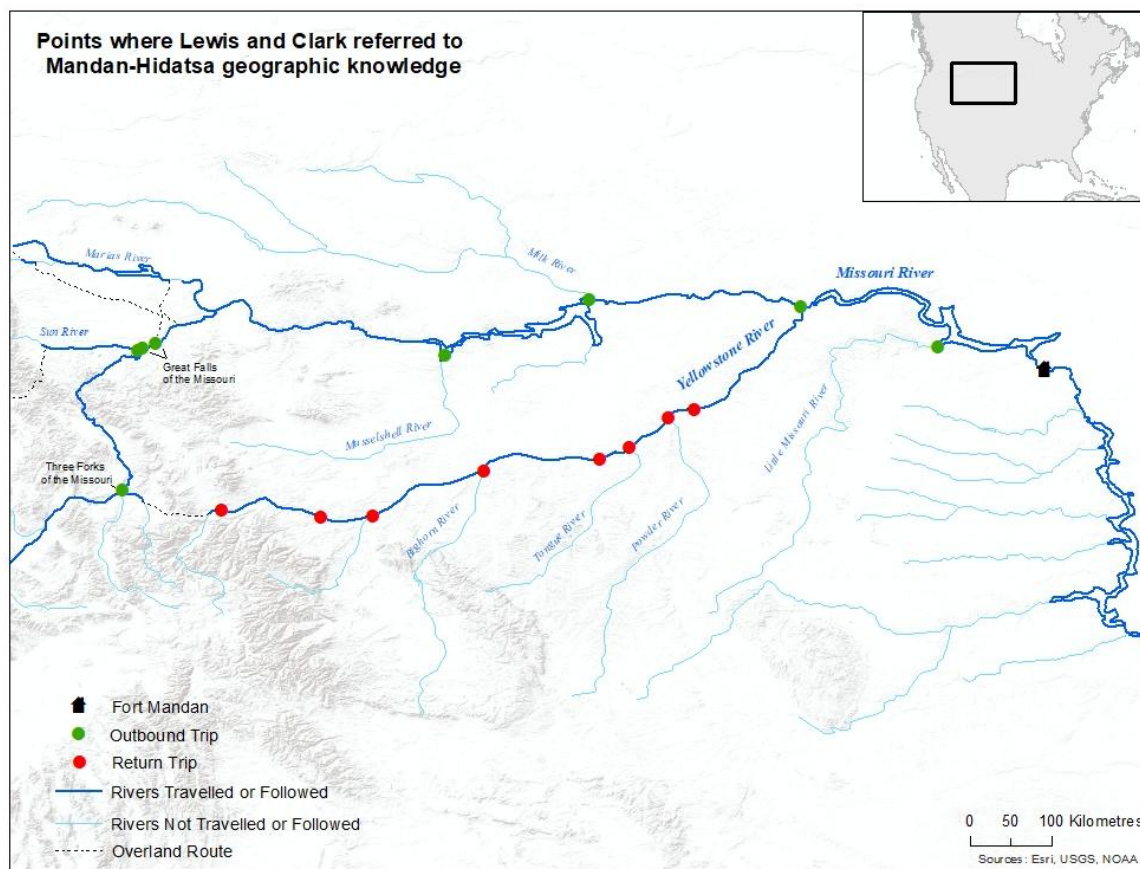 Points where Lewis and Clark referred to
Mandan-Hidatsa geographic knowledge
Milk River
Marias River
Missouri River
Sun River
Great Falls
of the Missouri
Yellowstone River
Little Missouri River
Musselshell River
Three Forks
of the Missouri
Bighorn River
Tongue River
powder River
Fort Mandan
Outbound Trip
Return Trip
Rivers Travelled or Followed
Rivers Not Travelled or Followed
Overland Route
0 50 100 Kilometres
Sources: Esri, USGS, NOAA